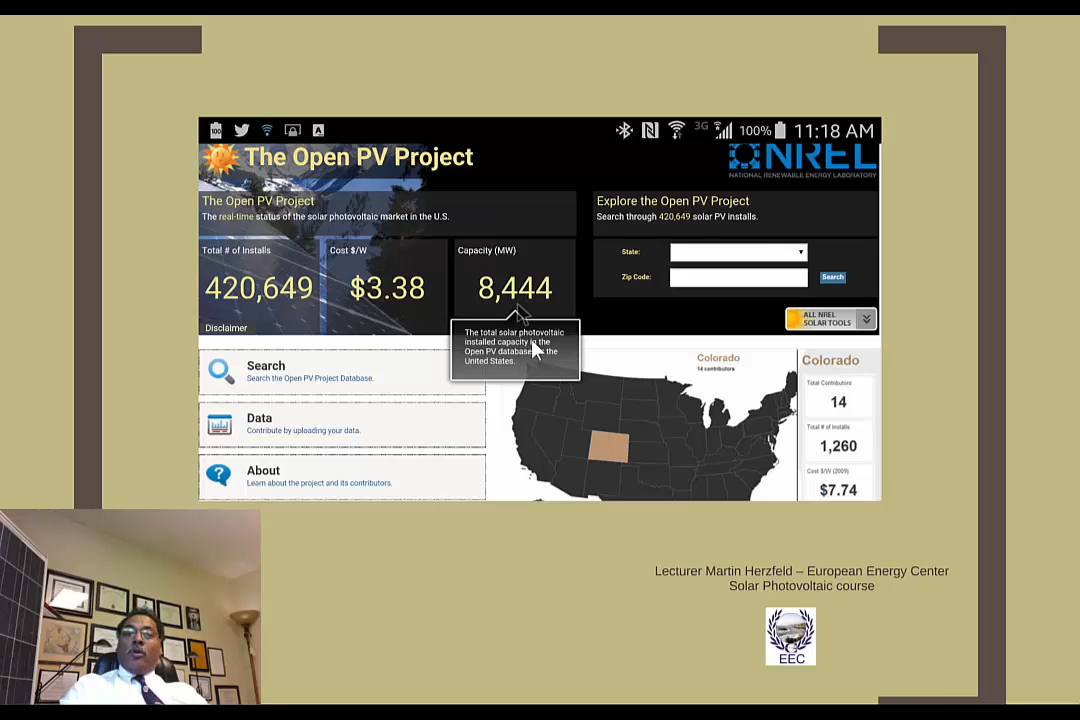 100
A
3G
100%
11:18 AM
The Open PV Project
NREL
NATIONAL RENEWABLE ENERGY LABORATORY
The Open PV Project
The real-time status of the solar photovoltaic market in the U.S.
Explore the Open PV Project
Search through 420,649 solar PV installs.
Total # of Installs
Cost $/W
Capacity (MW)
420,649
$3.38
8,444
State:
Zip Code:
Search
Disclaimer
ALL NREL
SOLAR TOOLS
The total solar photovoltaic
installed capacity in the
Open PV database
the
United States.
Search
Search the Open PV Project Database.
Data
Contribute by uploading your data.
About
Learn about the project and its contributors.
Colorado
14 contributors
Colorado
Total Contributors
14
Total # of Installs
1,260
Cost $/W (2009)
$7.74
Lecturer Martin Herzfeld – European Energy Center
Solar Photovoltaic course
EEC